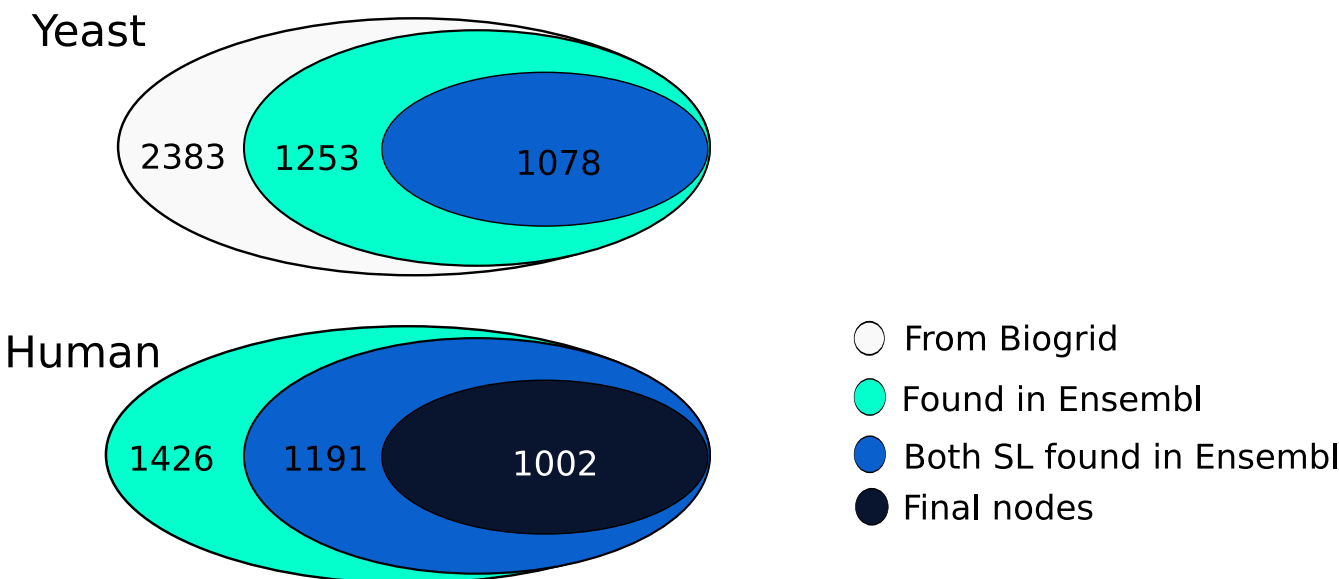 Yeast
2383
1253
1078
Human
1426
1191
1002
From Biogrid
Found in Ensembl
Both SL found in Ensembl
Final nodes